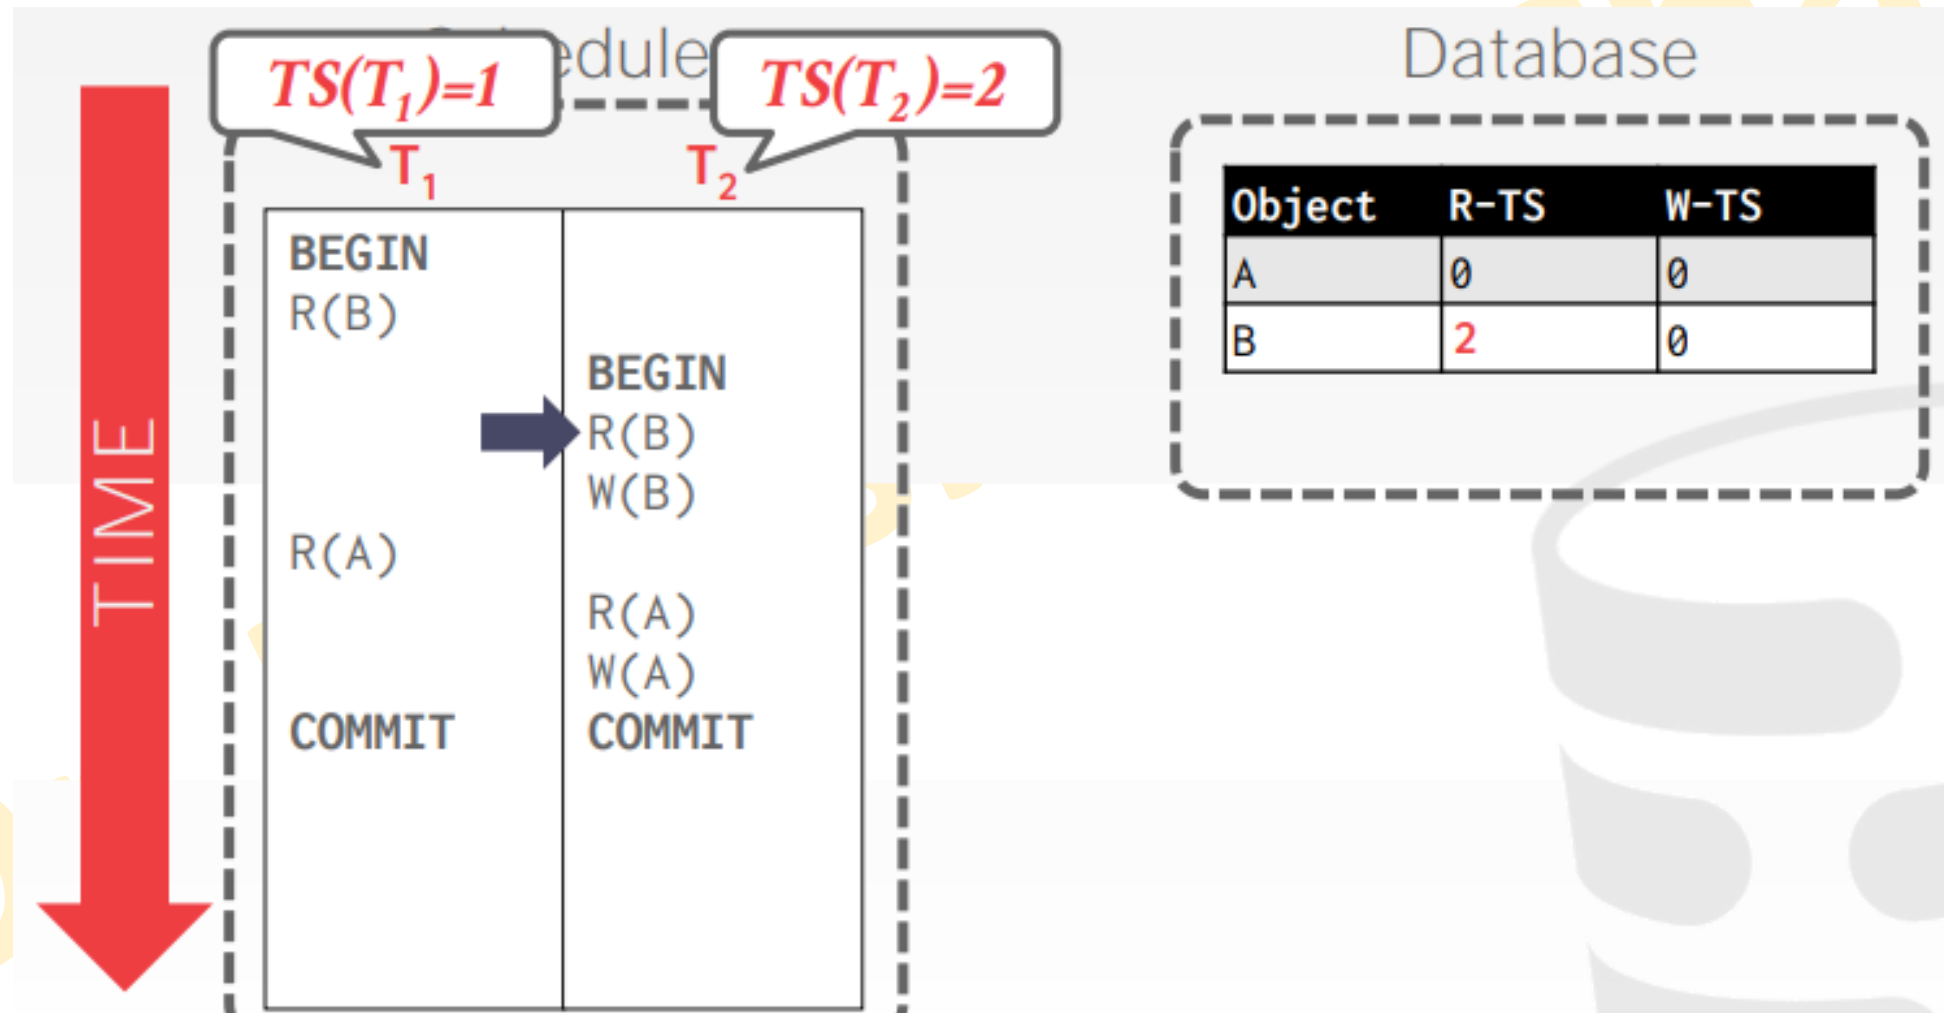 Schedule
Database
TS(T₁)=1
TS(T₂)=2
T₁
T₂
Object R-TS W-TS
A 0 0
B 2 0
BEGIN
R(B)
BEGIN
R(B)
W(B)
R(A)
R(A)
W(A)
COMMIT COMMIT
TIME